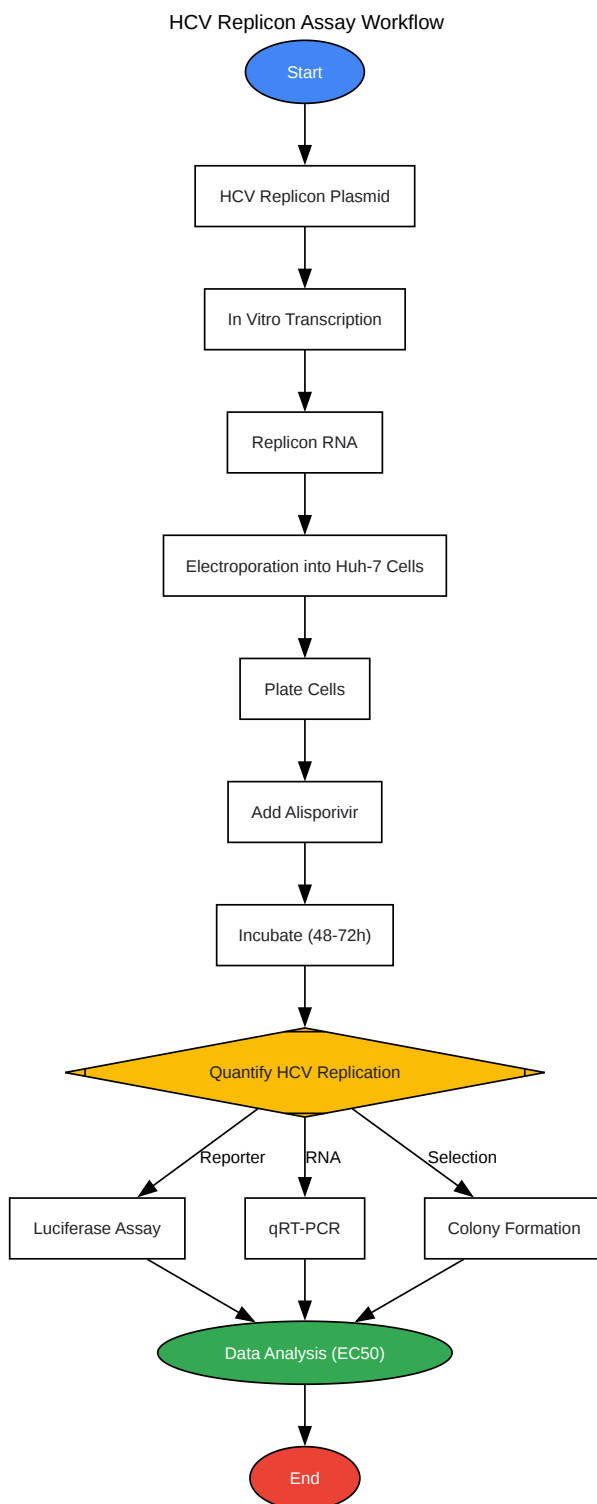 HCV Replicon Assay Workflow
Start
HCV Replicon Plasmid
In Vitro Transcription
Replicon RNA
Electroporation into Huh-7 Cells
Plate Cells
Add Alisporivir
Incubate (48-72h)
Quantify HCV Replication
Reporter
RNA
Selection
Luciferase Assay
qRT-PCR
Colony Formation
Data Analysis (EC50)
End